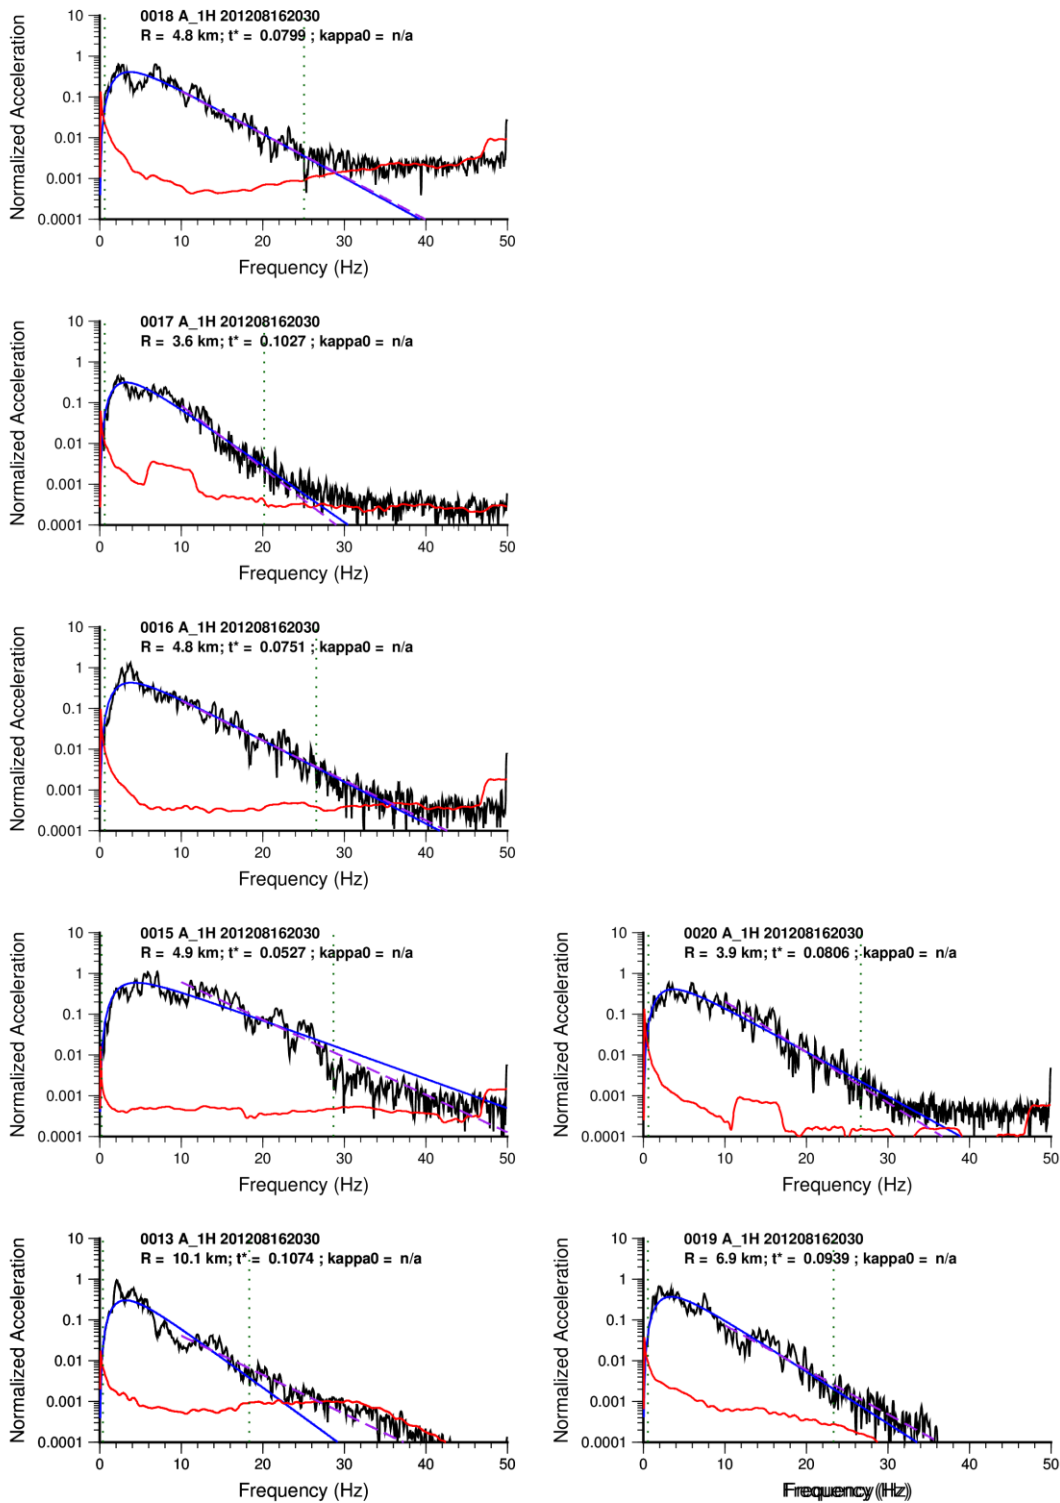 0018 A_1H 201208162030
R = 4.8 km; t* = 0.0799 ; kappa0 = n/a
Normalized Acceleration
10
1
0.1
0.01
0.001
0.0001
0 10 20 30 40 50
Frequency (Hz)
0017 A_1H 201208162030
R = 3.6 km; t* = 0.1027 ; kappa0 = n/a
Normalized Acceleration
10
1
0.1
0.01
0.001
0.0001
0 10 20 30 40 50
Frequency (Hz)
0016 A_1H 201208162030
R = 4.8 km; t* = 0.0751 ; kappa0 = n/a
Normalized Acceleration
10
1
0.1
0.01
0.001
0.0001
0 10 20 30 40 50
Frequency (Hz)
0015 A_1H 201208162030
R = 4.9 km; t* = 0.0527 ; kappa0 = n/a
Normalized Acceleration
10
1
0.1
0.01
0.001
0.0001
0 10 20 30 40 50
Frequency (Hz)
0020 A_1H 201208162030
R = 3.9 km; t* = 0.0806 ; kappa0 = n/a
Normalized Acceleration
10
1
0.1
0.01
0.001
0.0001
0 10 20 30 40 50
Frequency (Hz)
0013 A_1H 201208162030
R = 10.1 km; t* = 0.1074 ; kappa0 = n/a
Normalized Acceleration
10
1
0.1
0.01
0.001
0.0001
0 10 20 30 40 50
Frequency (Hz)
0019 A_1H 201208162030
R = 6.9 km; t* = 0.0939 ; kappa0 = n/a
Normalized Acceleration
10
1
0.1
0.01
0.001
0.0001
0 10 20 30 40 50
Frequency (Hz)